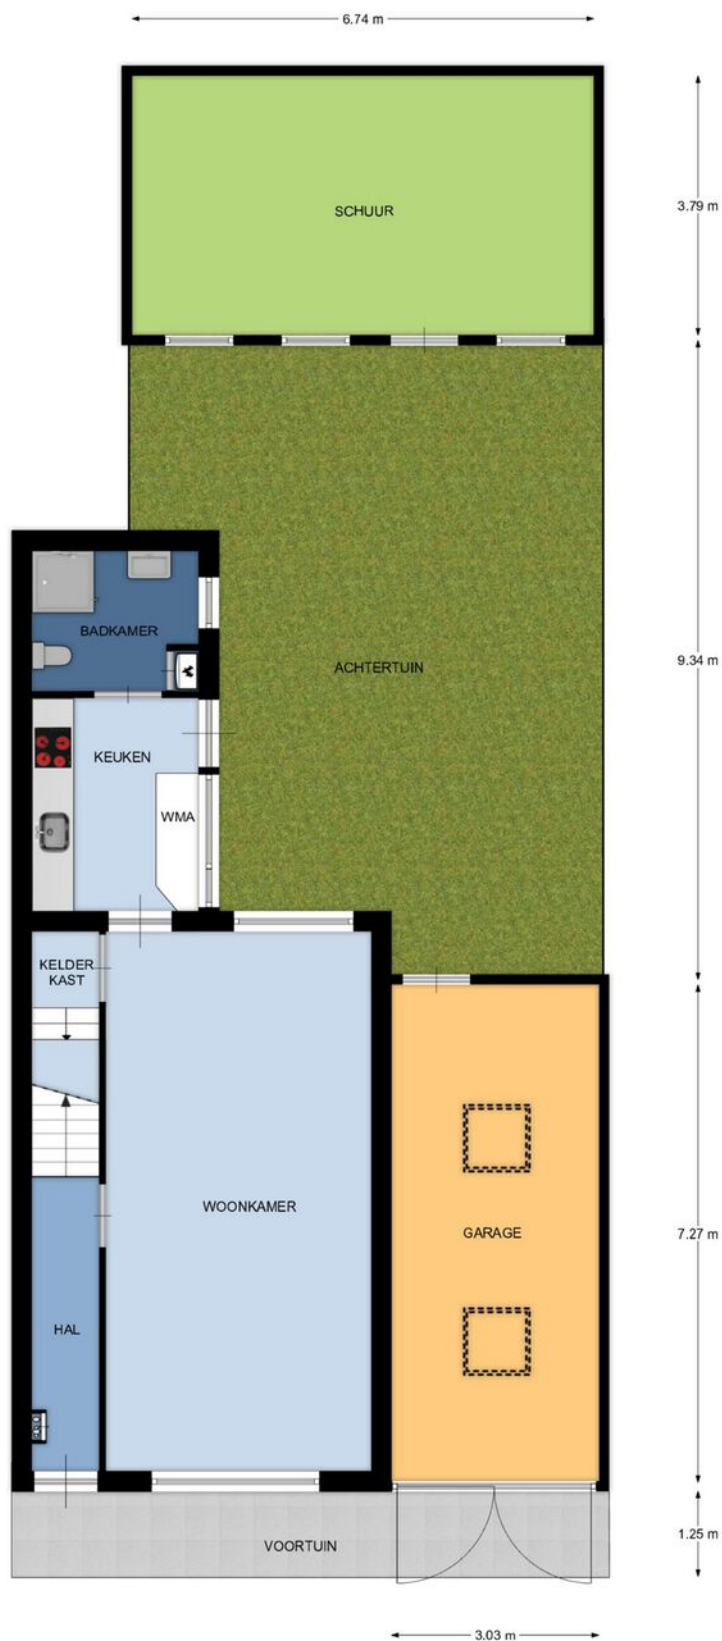 6.74 m
SCHUUR
3.79 m
BADKAMER
ACHTERTUIN
9.34 m
KEUKEN
WMA
KELDER
KAST
WOONKAMER
GARAGE
7.27 m
HAL
VOORTUIN
1.25 m
3.03 m